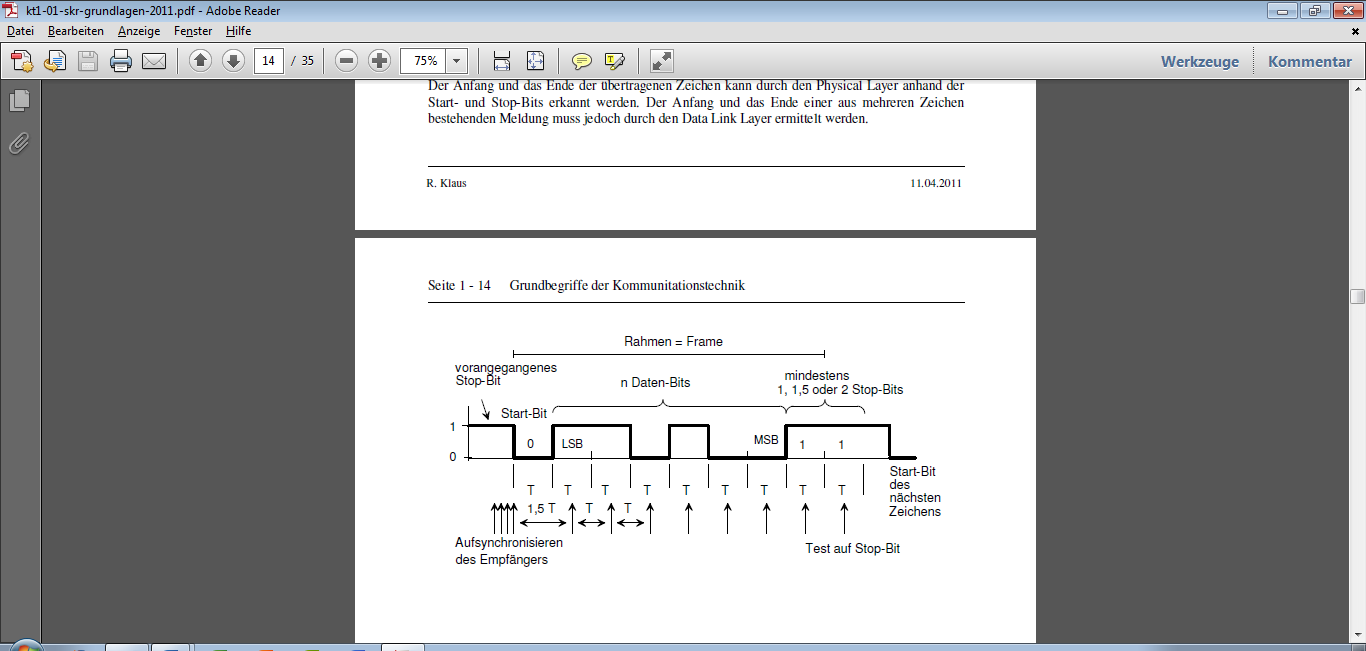 kt1-01-skr-grundlagen-2011.pdf - Adobe Reader
Datei Bearbeiten Anzeige Fenster Hilfe
14 / 35 75% Werkzeuge Kommentar
Der Anfang und das Ende der übertragenen Zeichen kann durch den Physical Layer anhand der
Start- und Stop-Bits erkannt werden. Der Anfang und das Ende einer aus mehreren Zeichen
bestehenden Meldung muss jedoch durch den Data Link Layer ermittelt werden.
R. Klaus 11.04.2011
Seite 1 - 14 Grundbegriffe der Kommunitationstechnik
Rahmen = Frame
vorangegangenes
Stop-Bit
n Daten-Bits
mindestens
1, 1,5 oder 2 Stop-Bits
Start-Bit
1
0
0 LSB MSB 1 1
Start-Bit
des
nächsten
Zeichens
T T T T T T T T T
1,5 T T T
Aufsynchronisieren
des Empfängers
Test auf Stop-Bit